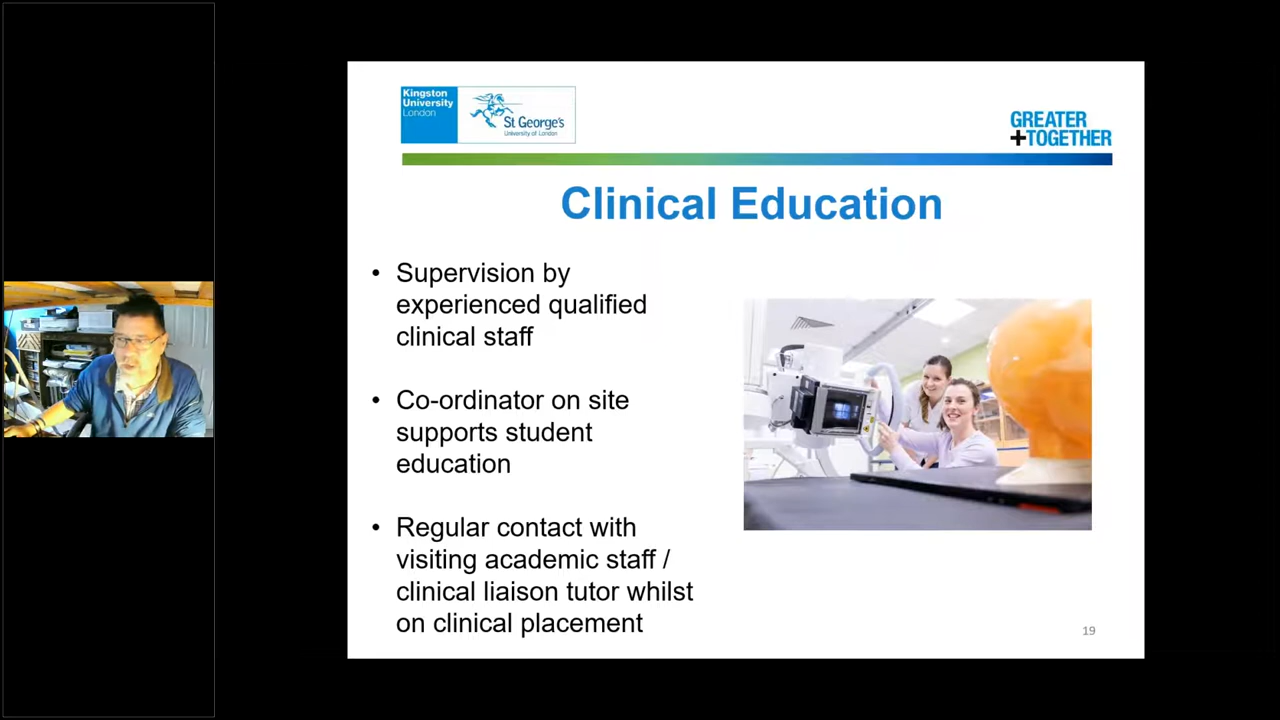 Kingston
University
London
St George's
University of London
GREATER
+TOGETHER
Clinical Education
• Supervision by
experienced qualified
clinical staff
• Co-ordinator on site
supports student
education
• Regular contact with
visiting academic staff /
clinical liaison tutor whilst
on clinical placement
19